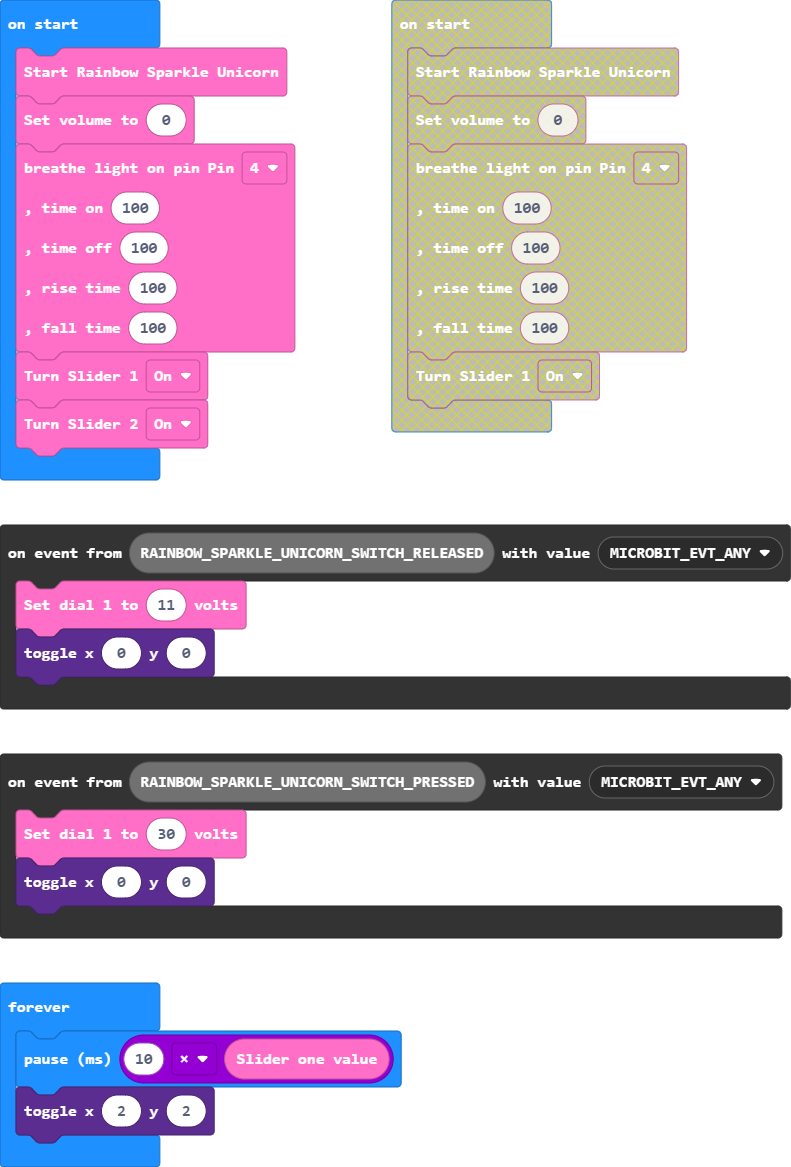 on start
Start Rainbow Sparkle Unicorn
Set volume to 0
breathe light on pin Pin 4
, time on 100
, time off 100
, rise time 100
, fall time 100
Turn Slider 1 On
Turn Slider 2 On
on start
Start Rainbow Sparkle Unicorn
Set volume to 0
breathe light on pin Pin 4
, time on 100
, time off 100
, rise time 100
, fall time 100
Turn Slider 1 On
on event from RAINBOW_SPARKLE_UNICORN_SWITCH_RELEASED with value MICROBIT_EVT_ANY
Set dial 1 to 11 volts
toggle x 0 y 0
on event from RAINBOW_SPARKLE_UNICORN_SWITCH_PRESSED with value MICROBIT_EVT_ANY
Set dial 1 to 30 volts
toggle x 0 y 0
forever
pause (ms) 10 × Slider one value
toggle x 2 y 2